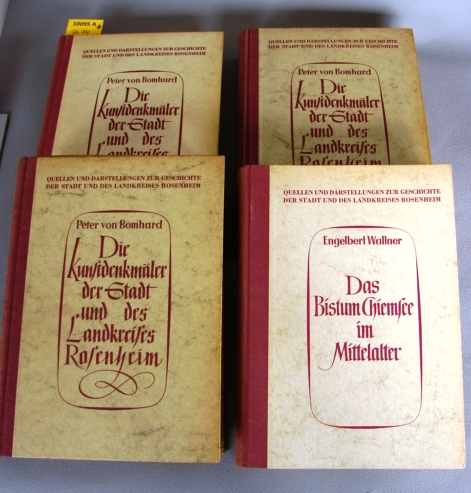 10095 A
QUELLEN UND DARSTELLUNGEN ZUR GESCHICHTE
DER STADT UND DES LANDKREISES ROSENHEIM
Peter von Bomhard
Die
Kunstdenkmäler
der Stadt
und des
Landkreises
QUELLEN UND DARSTELLUNGEN ZUR GESCHICHTE
DER STADT UND DES LANDKREISES ROSENHEIM
Peter von Bomhard
Die
Kunstdenkmäler
der Stadt
und des
Landkreises
Rosenheim
QUELLEN UND DARSTELLUNGEN ZUR GESCHICHTE
DER STADT UND DES LANDKREISES ROSENHEIM
Peter von Bomhard
Die
Kunstdenkmäler
der Stadt
und des
Landkreises
Rosenheim
QUELLEN UND DARSTELLUNGEN ZUR GESCHICHTE
DER STADT UND DES LANDKREISES ROSENHEIM
Engelbert Wallner
Das
Bistum Chiemsee
im
Mittelalter